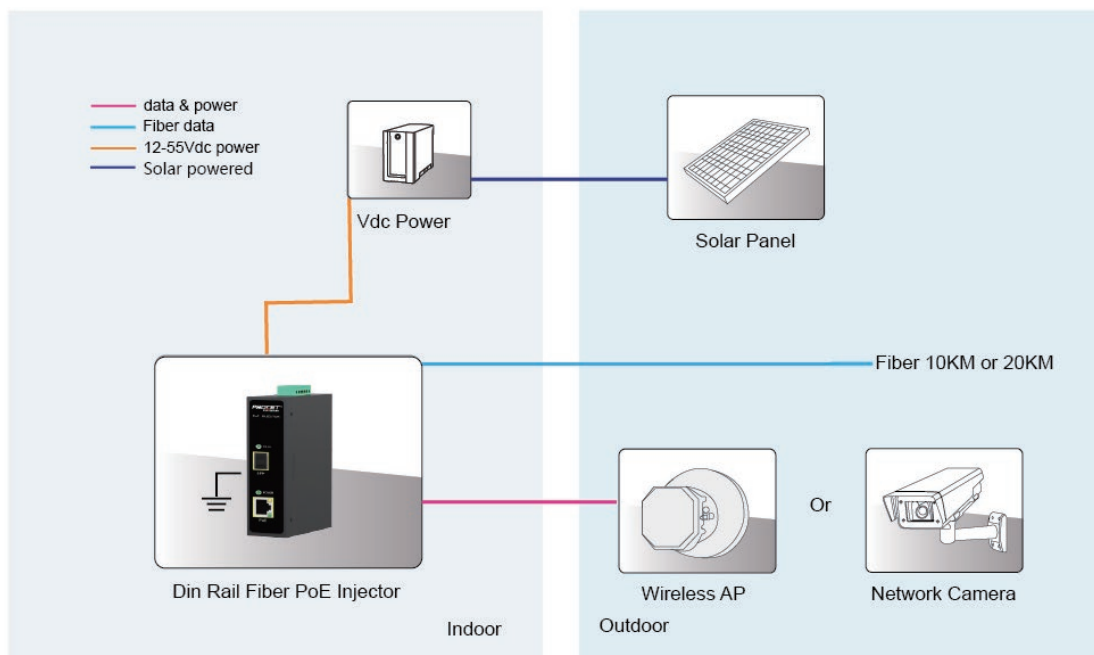 data & power
Fiber data
12-55Vdc power
Solar powered
Vdc Power
Solar Panel
Fiber 10KM or 20KM
Din Rail Fiber PoE Injector
Wireless AP
Or
Network Camera
Indoor
Outdoor